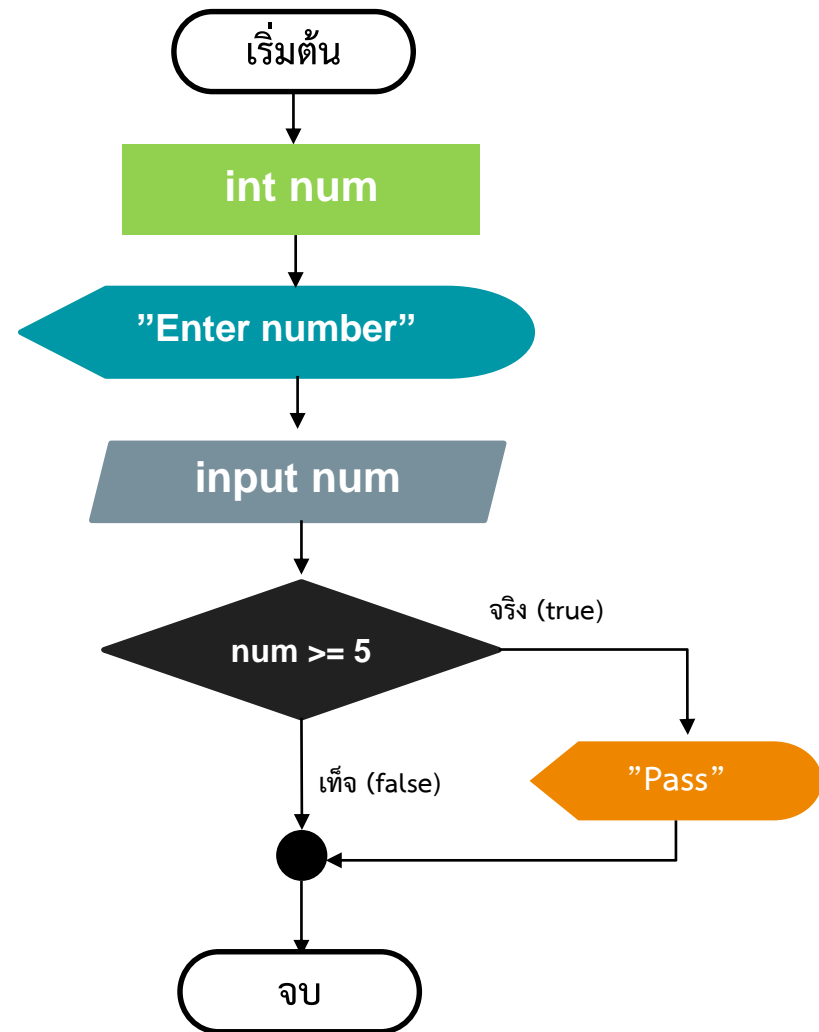 เริ่มต้น
int num
”Enter number”
input num
num >= 5
จริง (true)
เท็จ (false)
”Pass”
จบ